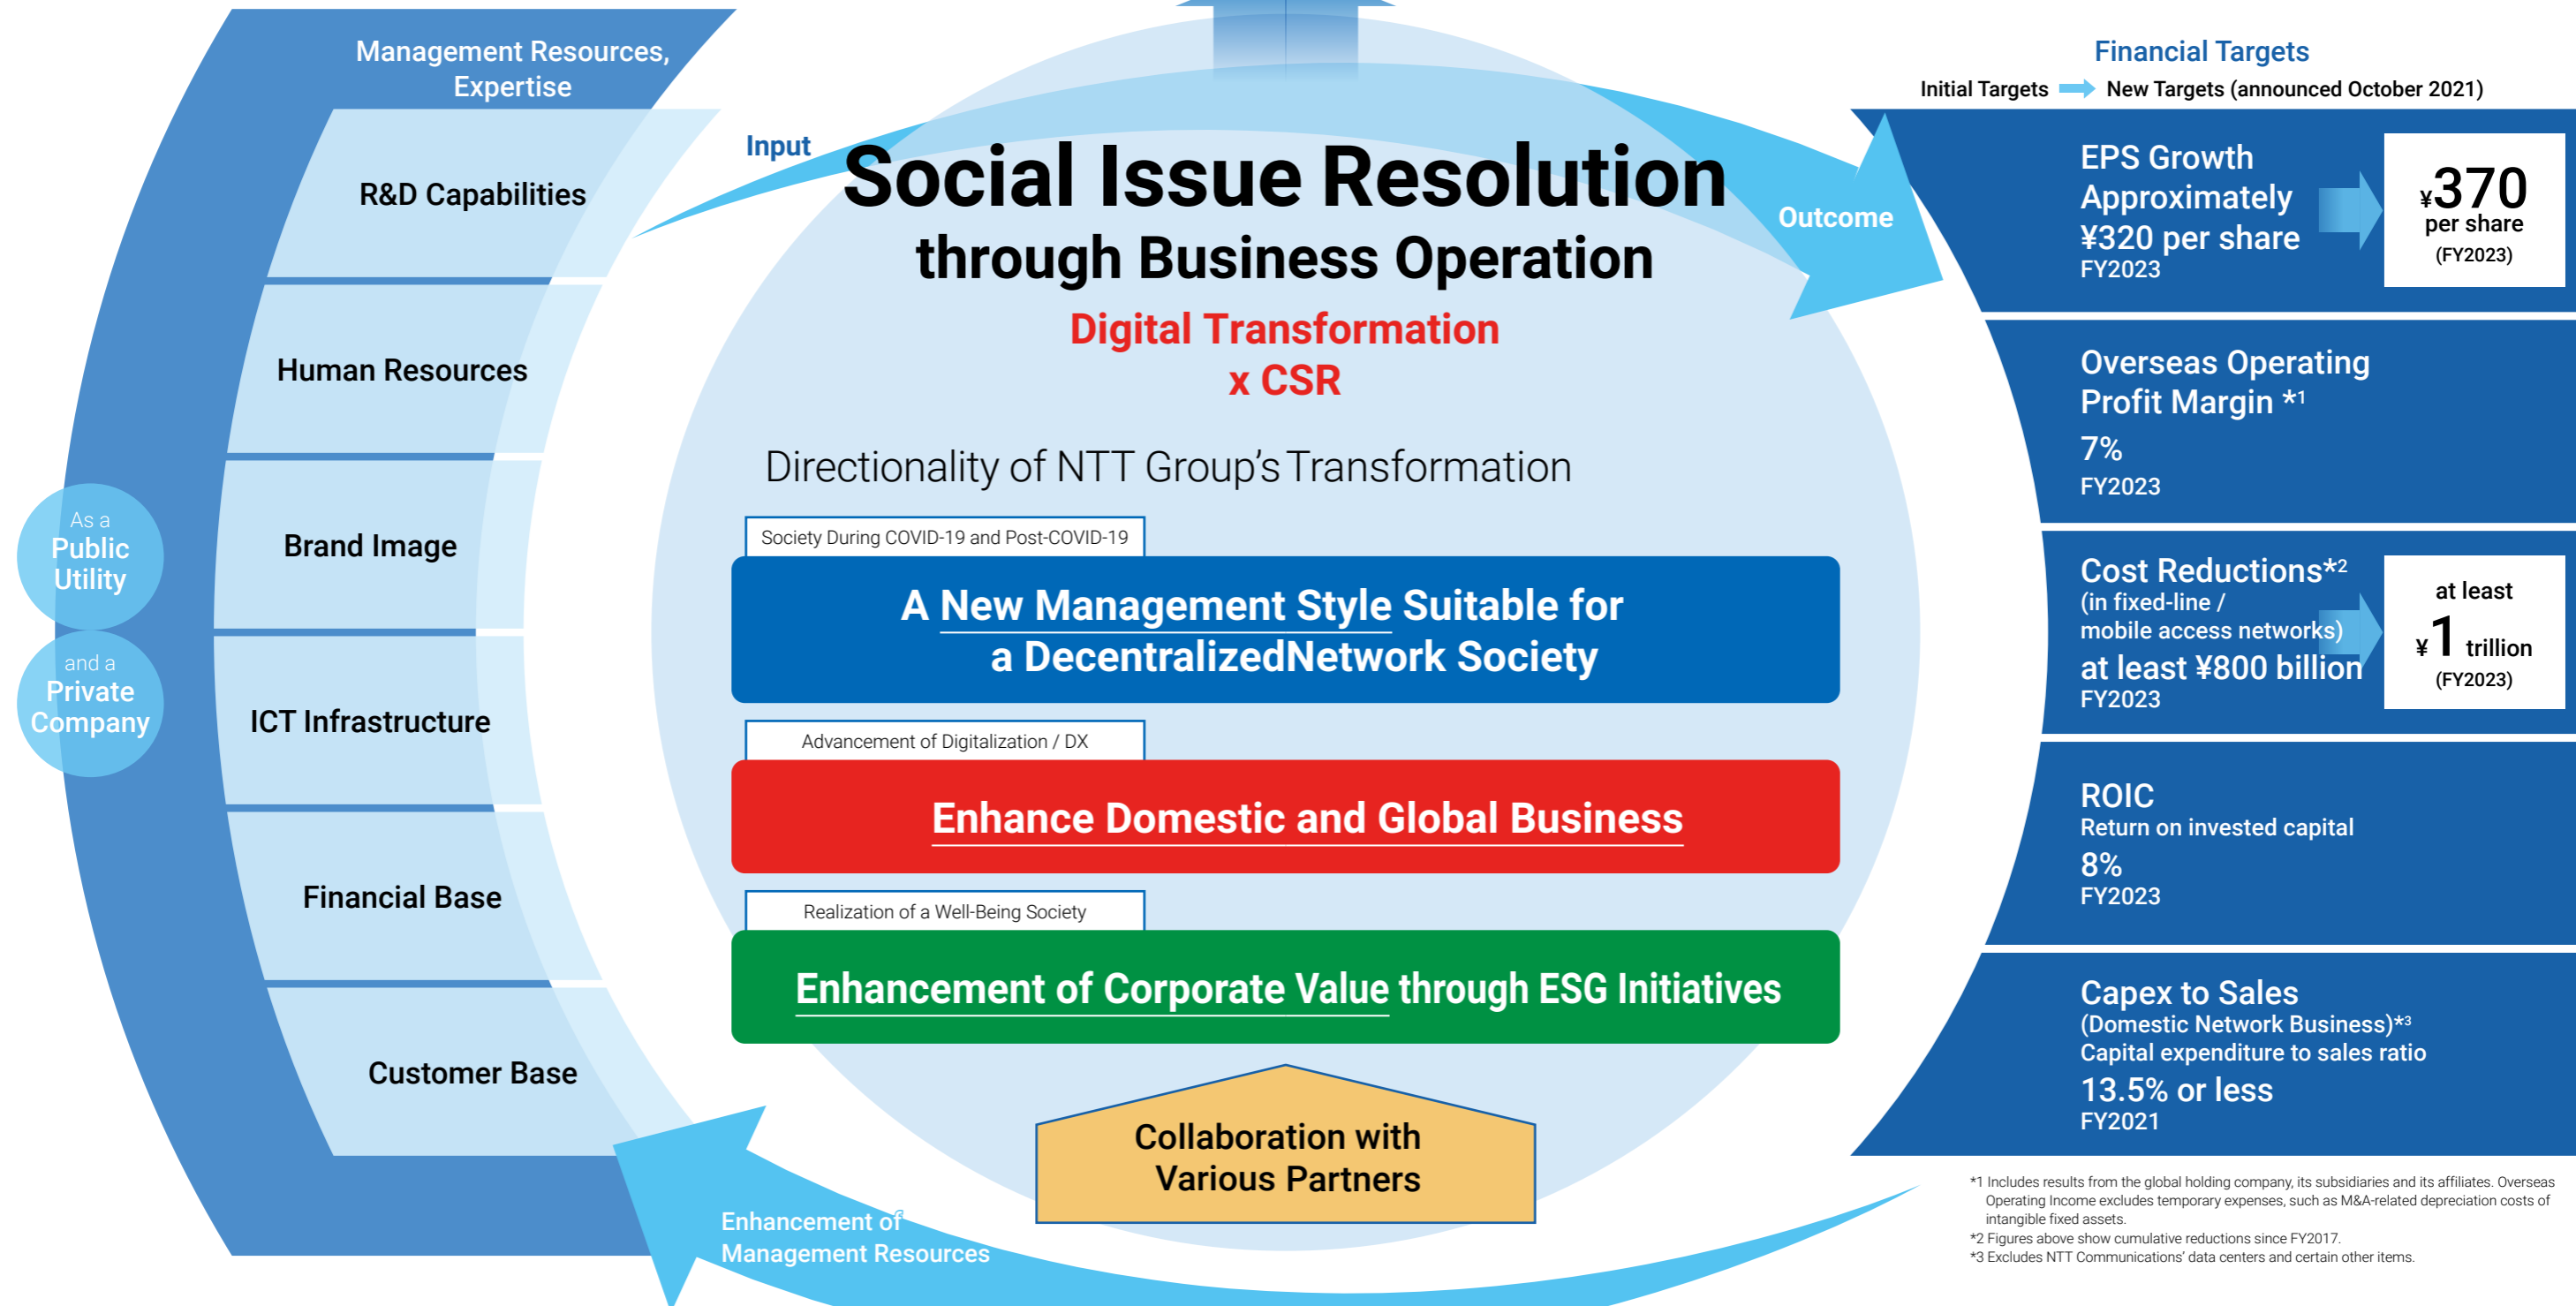 Management Resources,
Expertise
R&D Capabilities
Human Resources
Brand Image
ICT Infrastructure
Financial Base
Customer Base
As a
Public
Utility
and a
Private
Company
Input
Social Issue Resolution
through Business Operation
Digital Transformation
x CSR
Outcome
Directionality of NTT Group's Transformation
Society During COVID-19 and Post-COVID-19
A New Management Style Suitable for
a DecentralizedNetwork Society
Advancement of Digitalization / DX
Enhance Domestic and Global Business
Realization of a Well-Being Society
Enhancement of Corporate Value through ESG Initiatives
Collaboration with
Various Partners
Enhancement of
Management Resources
Financial Targets
Initial Targets New Targets (announced October 2021)
EPS Growth
Approximately
¥320 per share
FY2023
¥370
per share
(FY2023)
Overseas Operating
Profit Margin *1
7%
FY2023
Cost Reductions*2
(in fixed-line /
mobile access networks)
at least ¥800 billion
FY2023
at least
¥1 trillion
(FY2023)
ROIC
Return on invested capital
8%
FY2023
Capex to Sales
(Domestic Network Business)*3
Capital expenditure to sales ratio
13.5% or less
FY2021
*1 Includes results from the global holding company, its subsidiaries and its affiliates. Overseas
Operating Income excludes temporary expenses, such as M&A-related depreciation costs of
intangible fixed assets.
*2 Figures above show cumulative reductions since FY2017.
*3 Excludes NTT Communications' data centers and certain other items.